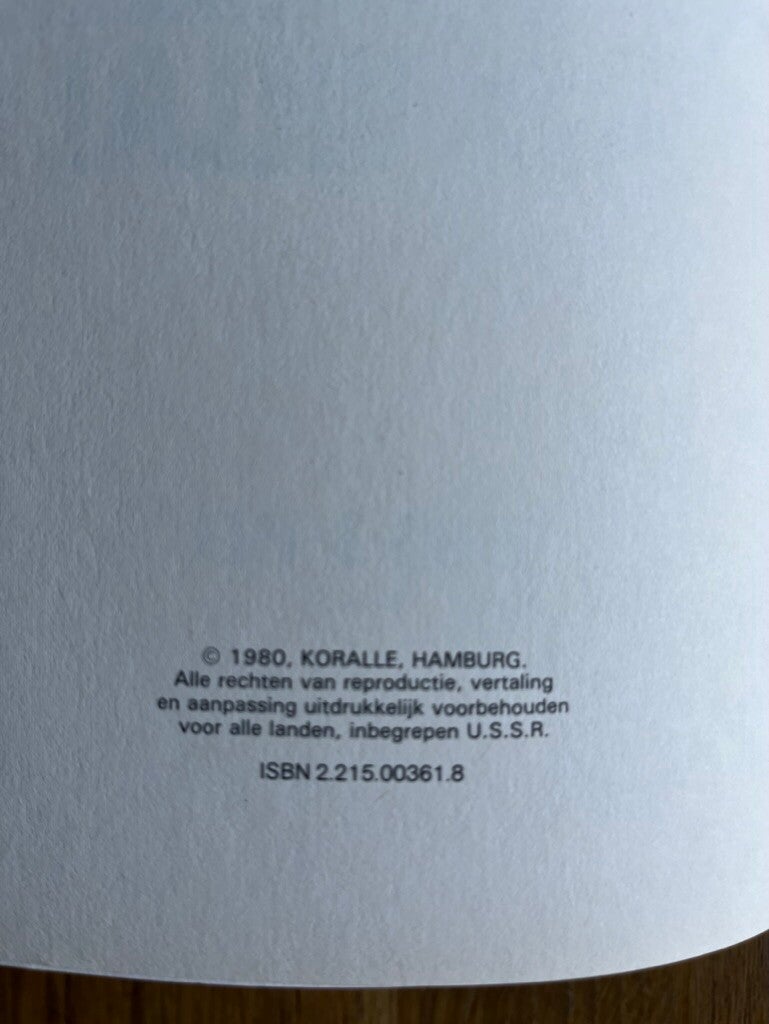 © 1980, KORALLE, HAMBURG.
Alle rechten van reproductie, vertaling
en aanpassing uitdrukkelijk voorbehouden
voor alle landen, inbegrepen U.S.S.R.
ISBN 2.215.00361.8